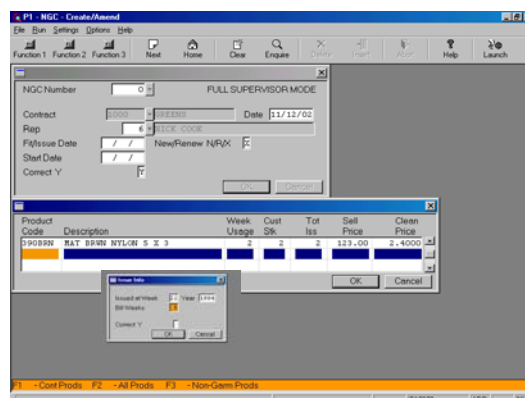 P1 - NGC - Create/Amend
File Run Settings Options Help
Function 1 Function 2 Function 3 Next Home Clear Enquire Delete Insert Abort Help Launch
NGC Number 0 FULL SUPERVISOR MODE
Contract 1000 GREENS Date 11/12/02
Rep 6 NICK COOK
Fit/Issue Date / / New/Renew N/R/X X
Start Date / /
Correct Y Y
OK Cancel
Product Week Cust Tot Sell Clean
Code Description Usage Stk Iss Price Price
390BRN MAT BRWN NYLON 5 X 3 2 2 2 123.00 2.4000
OK Cancel
Issue Info
Issued at Week Year
Bill Weeks
Correct Y
OK Cancel
F1 - Cont Prods F2 - All Prods F3 - Non-Garm Prods